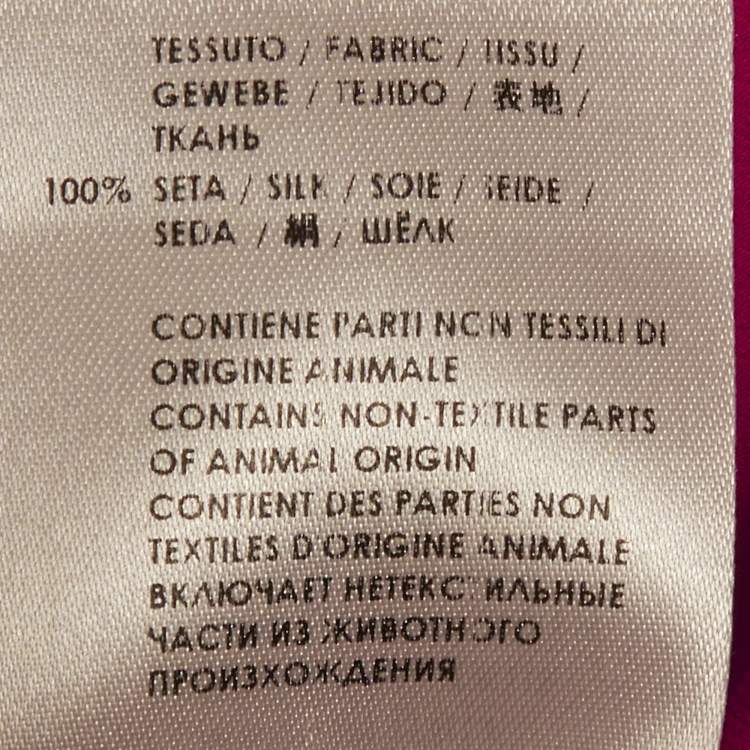 TESSUTO / FABRIC / TISSU /
GEWEBE / TEJIDO / 表地 /
ТКАНЬ
100% SETA / SILK / SOIE / SEIDE /
SEDA / 絹 / ШЁЛК
CONTIENE PARTI NON TESSILI DI
ORIGINE ANIMALE
CONTAINS NON-TEXTILE PARTS
OF ANIMAL ORIGIN
CONTIENT DES PARTIES NON
TEXTILES D'ORIGINE ANIMALE
ВКЛЮЧАЕТ НЕТЕКСТИЛЬНЫЕ
ЧАСТИ ИЗ ЖИВОТНОГО
ПРОИЗХОЖДЕНИЯ